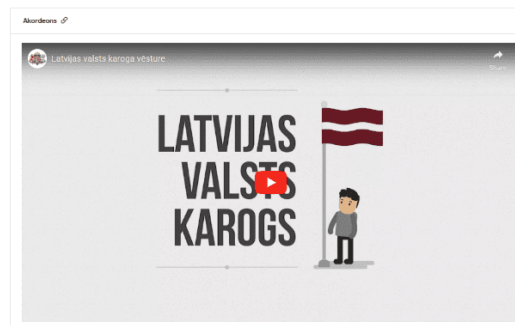 Akordeons
Latvijas valsts karoga vēsture
LATVIJAS
VALSTS
KAROGS